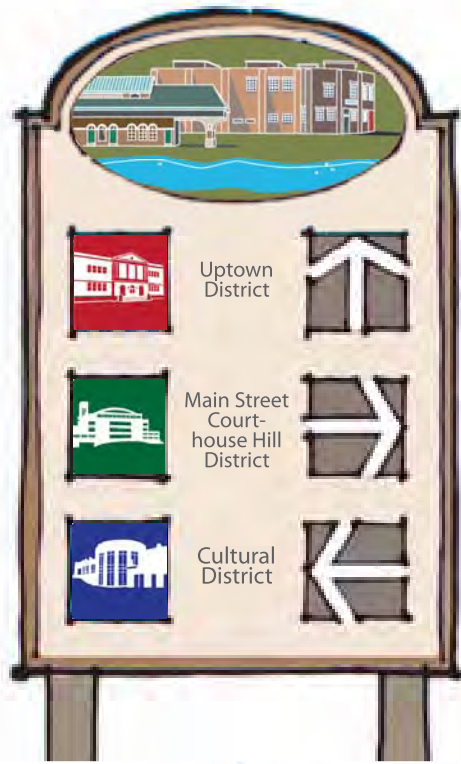 Uptown
District
Main Street
Court-
house Hill
District
Cultural
District